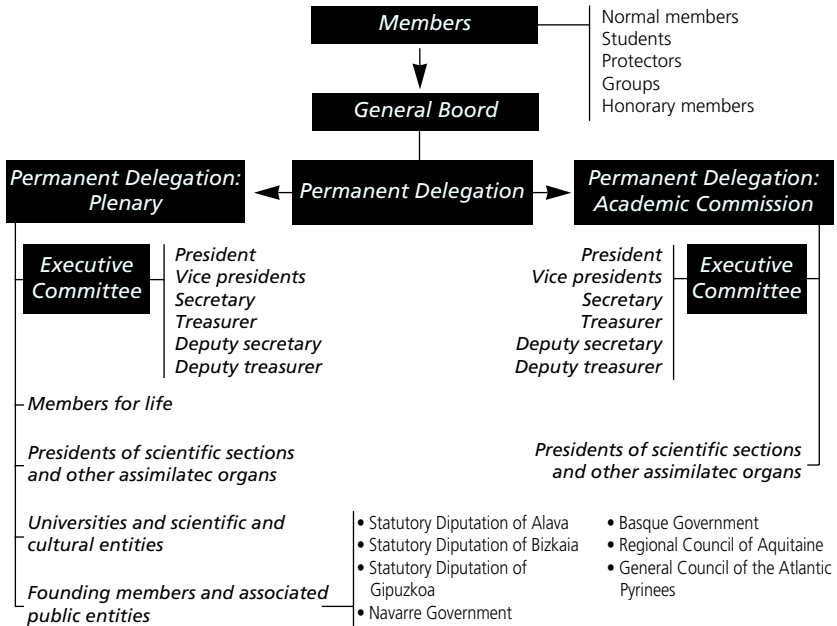 Members
Normal members
Students
Protectors
Groups
Honorary members
General Boord
Permanent Delegation:
Plenary
Permanent Delegation
Permanent Delegation:
Academic Commission
Executive
Committee
President
Vice presidents
Secretary
Treasurer
Deputy secretary
Deputy treasurer
President
Vice presidents
Secretary
Treasurer
Deputy secretary
Deputy treasurer
Executive
Committee
Members for life
Presidents of scientific sections
and other assimilatec organs
Presidents of scientific sections
and other assimilatec organs
Universities and scientific and
cultural entities
Founding members and associated
public entities
• Statutory Diputation of Alava
• Statutory Diputation of Bizkaia
• Statutory Diputation of
Gipuzkoa
• Navarre Government
• Basque Government
• Regional Council of Aquitaine
• General Council of the Atlantic
Pyrinees